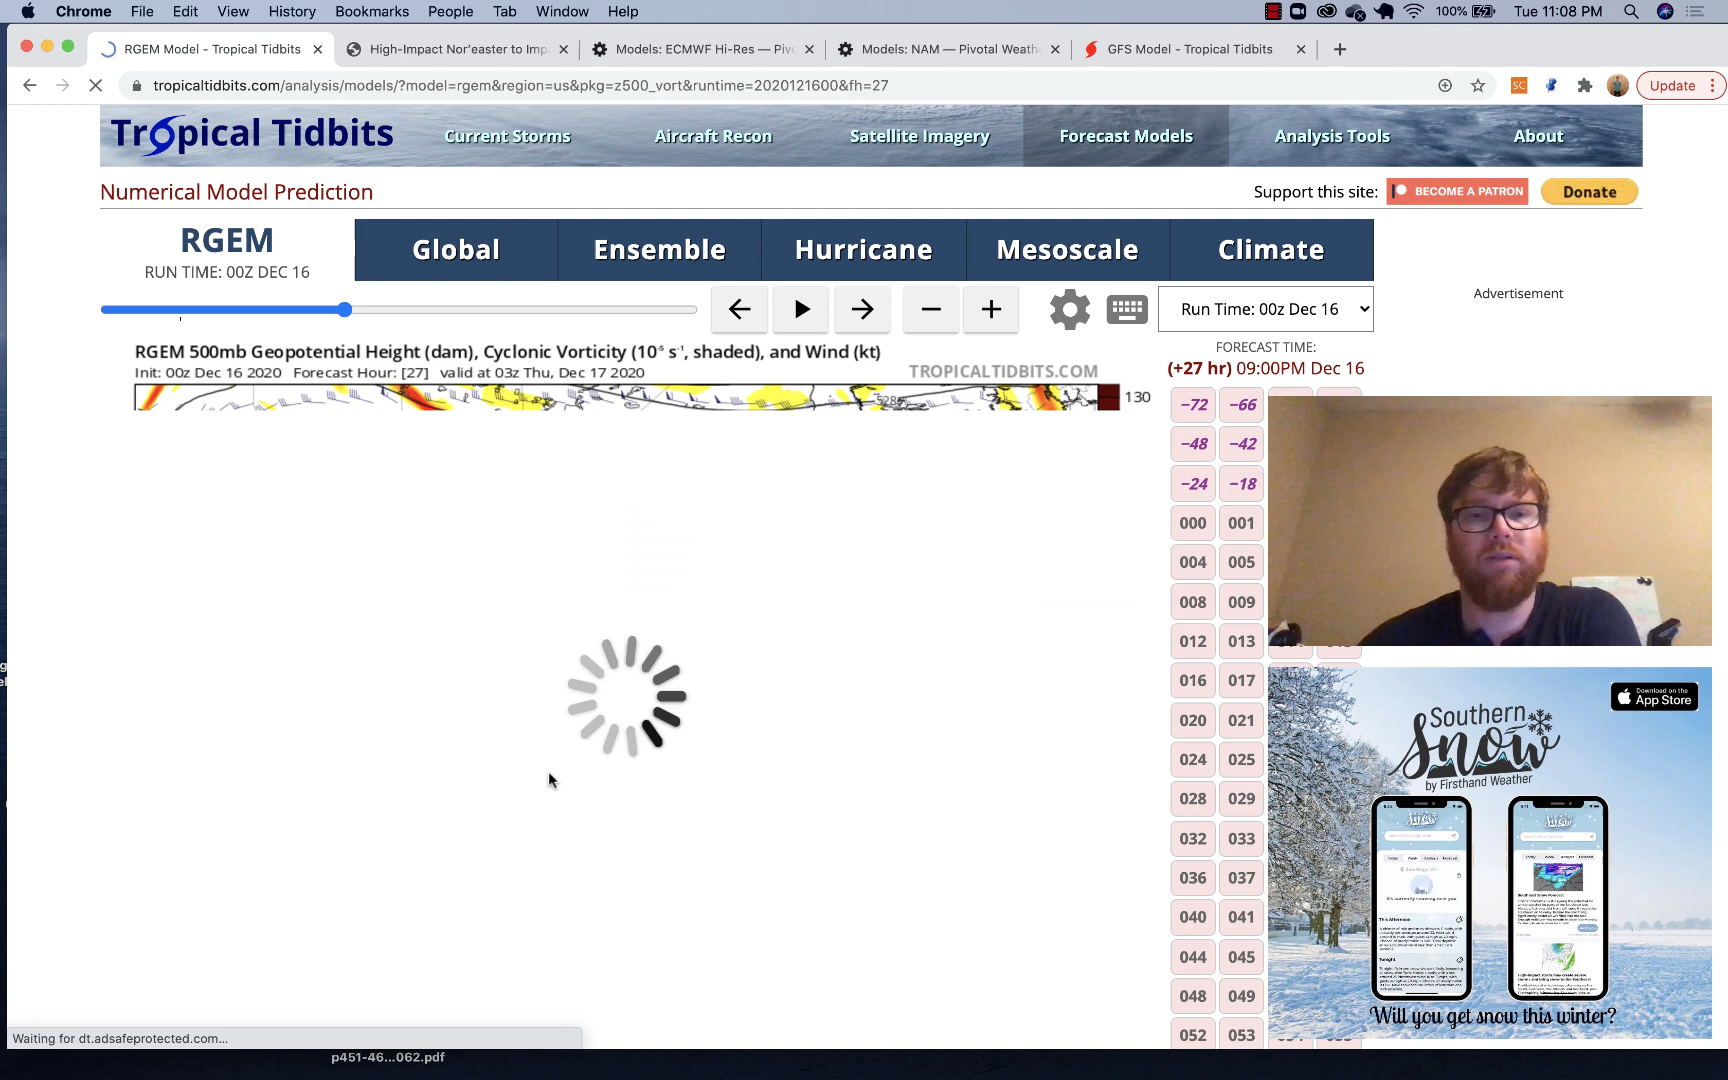 Chrome File Edit View History Bookmarks People Tab Window Help 100% Tue 11:08 PM
RGEM Model - Tropical Tidbits High-Impact Nor'easter to Imp Models: ECMWF Hi-Res — Piv Models: NAM — Pivotal Weath GFS Model - Tropical Tidbits
tropicaltidbits.com/analysis/models/?model=rgem&region=us&pkg=z500_vort&runtime=2020121600&fh=27 SC Update
Tropical Tidbits Current Storms Aircraft Recon Satellite Imagery Forecast Models Analysis Tools About
Numerical Model Prediction Support this site: BECOME A PATRON Donate
RGEM Global Ensemble Hurricane Mesoscale Climate
RUN TIME: 00Z DEC 16
Run Time: 00z Dec 16
Advertisement
RGEM 500mb Geopotential Height (dam), Cyclonic Vorticity (10⁻⁵ s⁻¹, shaded), and Wind (kt)
Init: 00z Dec 16 2020 Forecast Hour: [27] valid at 03z Thu, Dec 17 2020 TROPICALTIDBITS.COM
130
FORECAST TIME:
(+27 hr) 09:00PM Dec 16
−72 −66
−48 −42
−24 −18
000 001
004 005
008 009
012 013
016 017
020 021
024 025
028 029
032 033
036 037
040 041
044 045
048 049
052 053
Download on the
App Store
Southern
Snow
by Firsthand Weather
Will you get snow this winter?
Waiting for dt.adsafeprotected.com...
p451-46...062.pdf